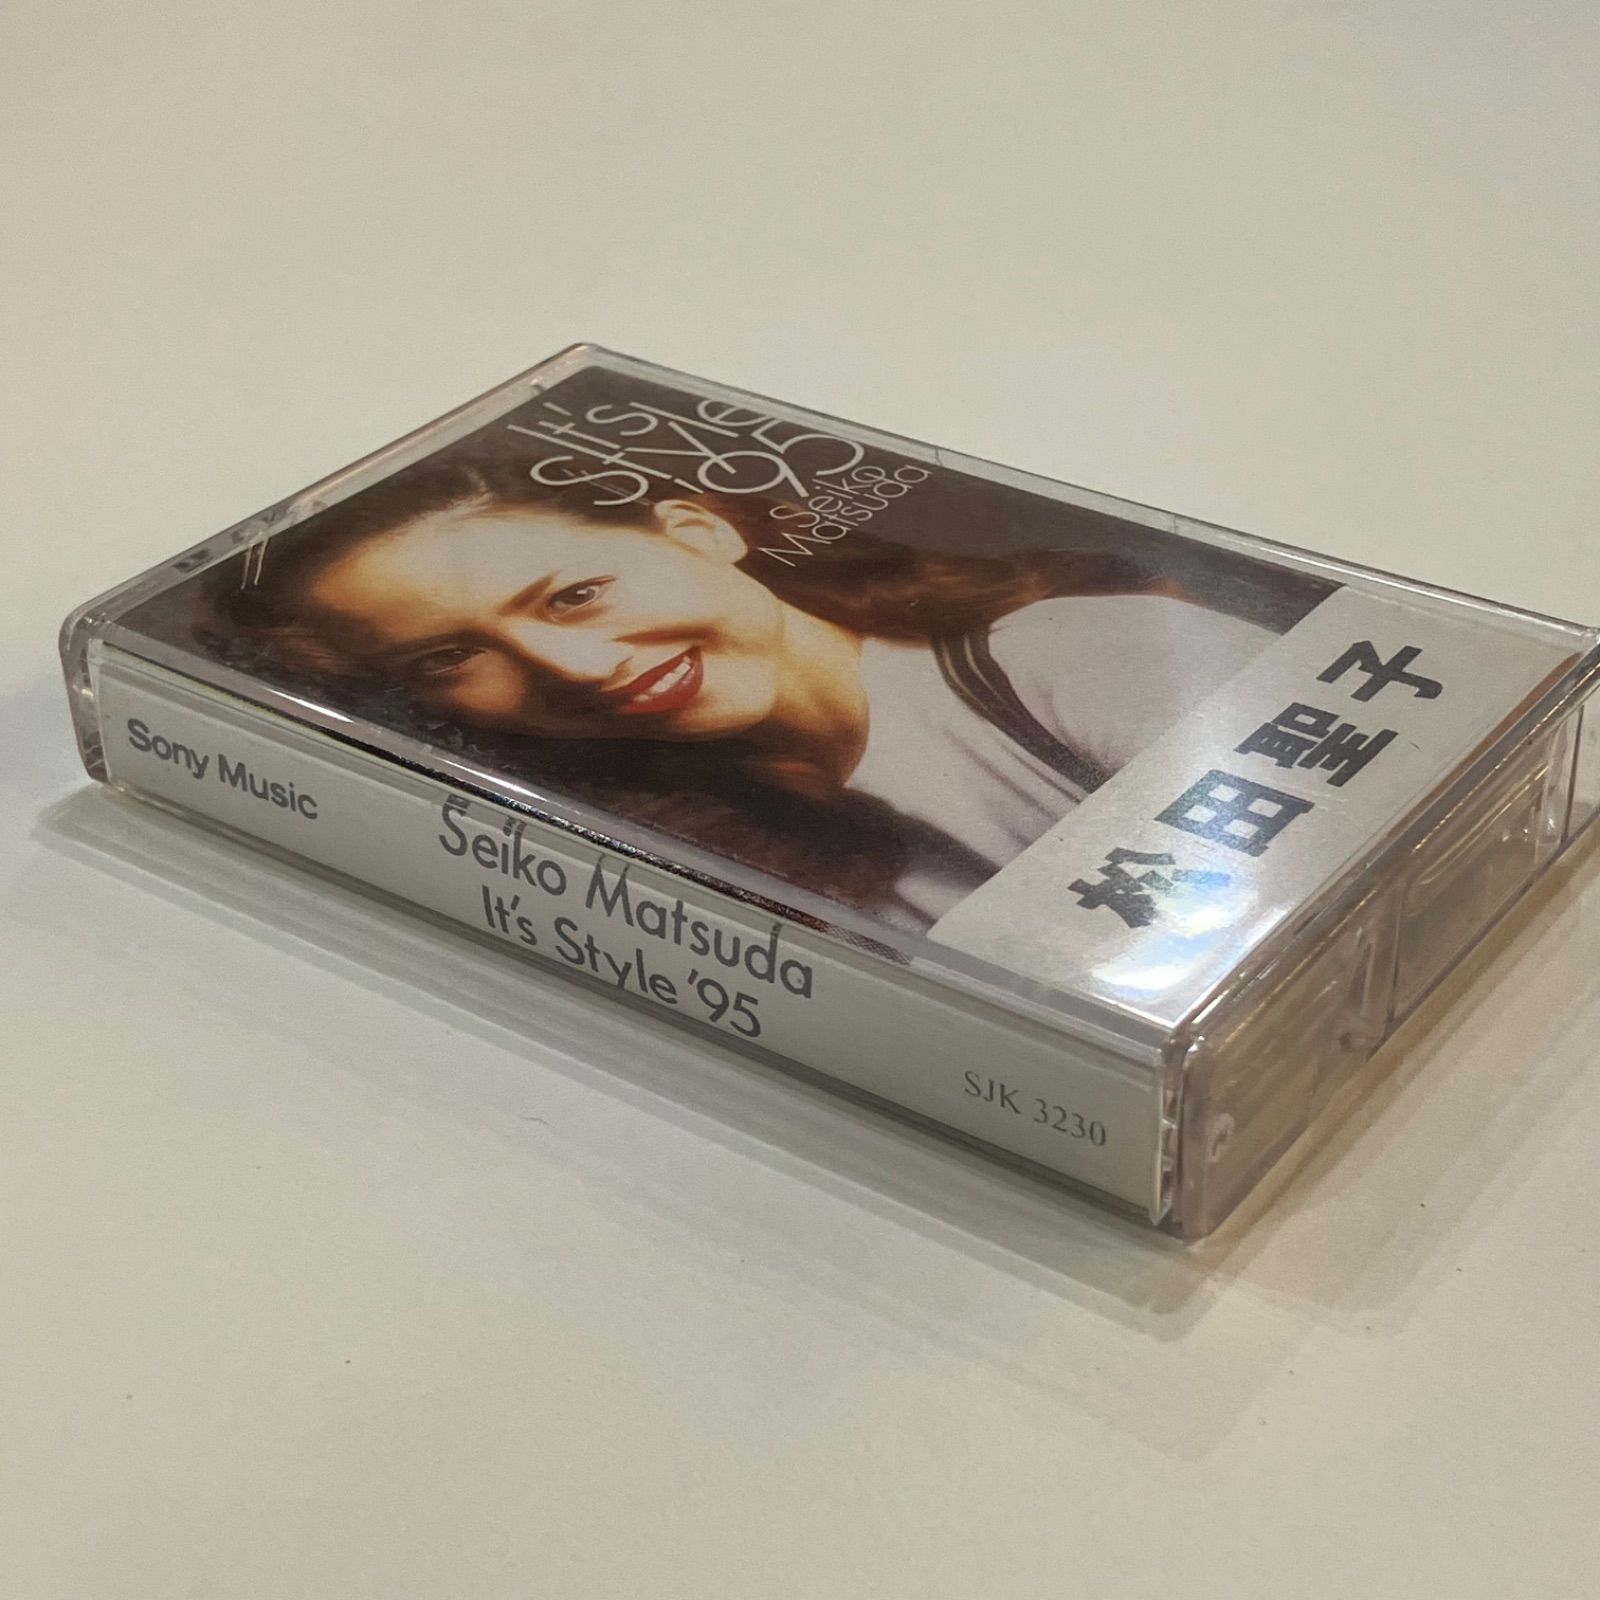 It's
Style
'95
Seiko
Matsuda
松田聖子
Sony Music
Seiko Matsuda
It's Style '95
SJK 3230